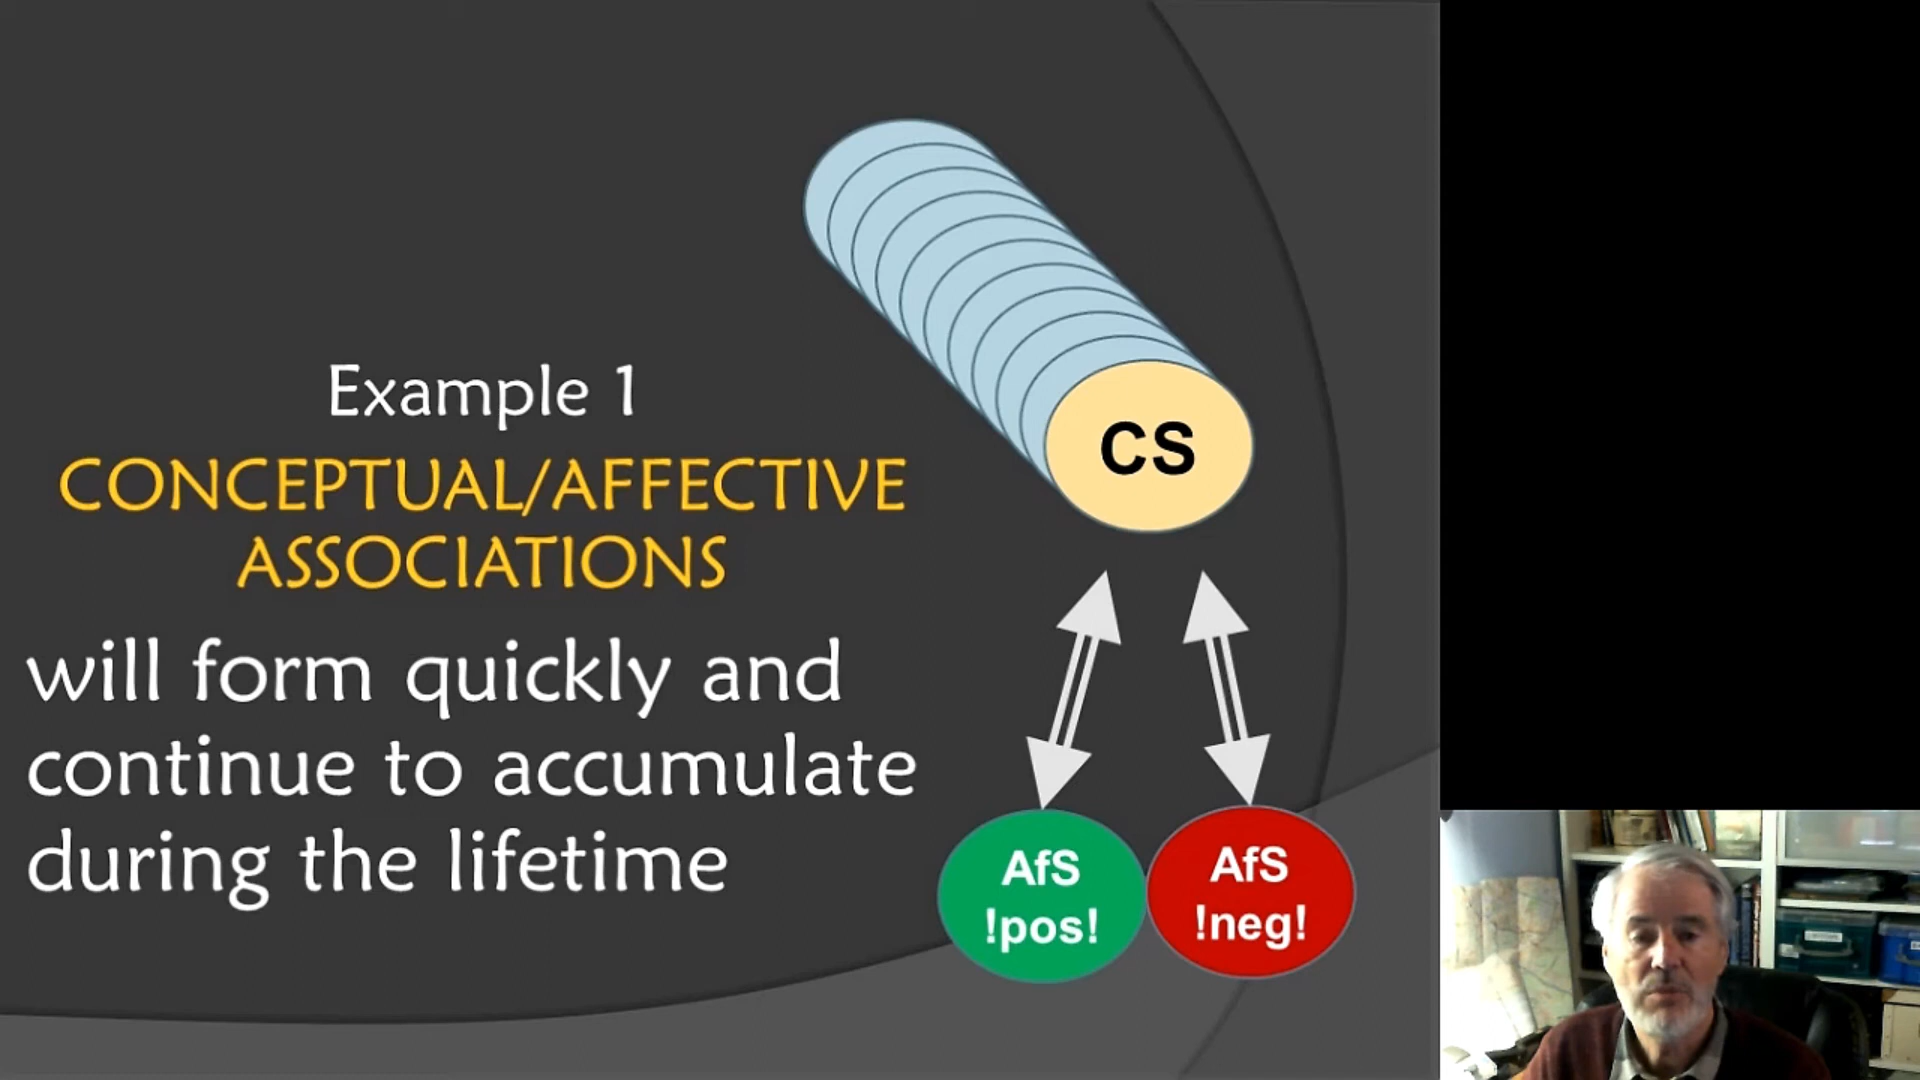 Example 1
CONCEPTUAL/AFFECTIVE
ASSOCIATIONS
will form quickly and
continue to accumulate
during the lifetime
CS
AfS
!pos!
AfS
!neg!